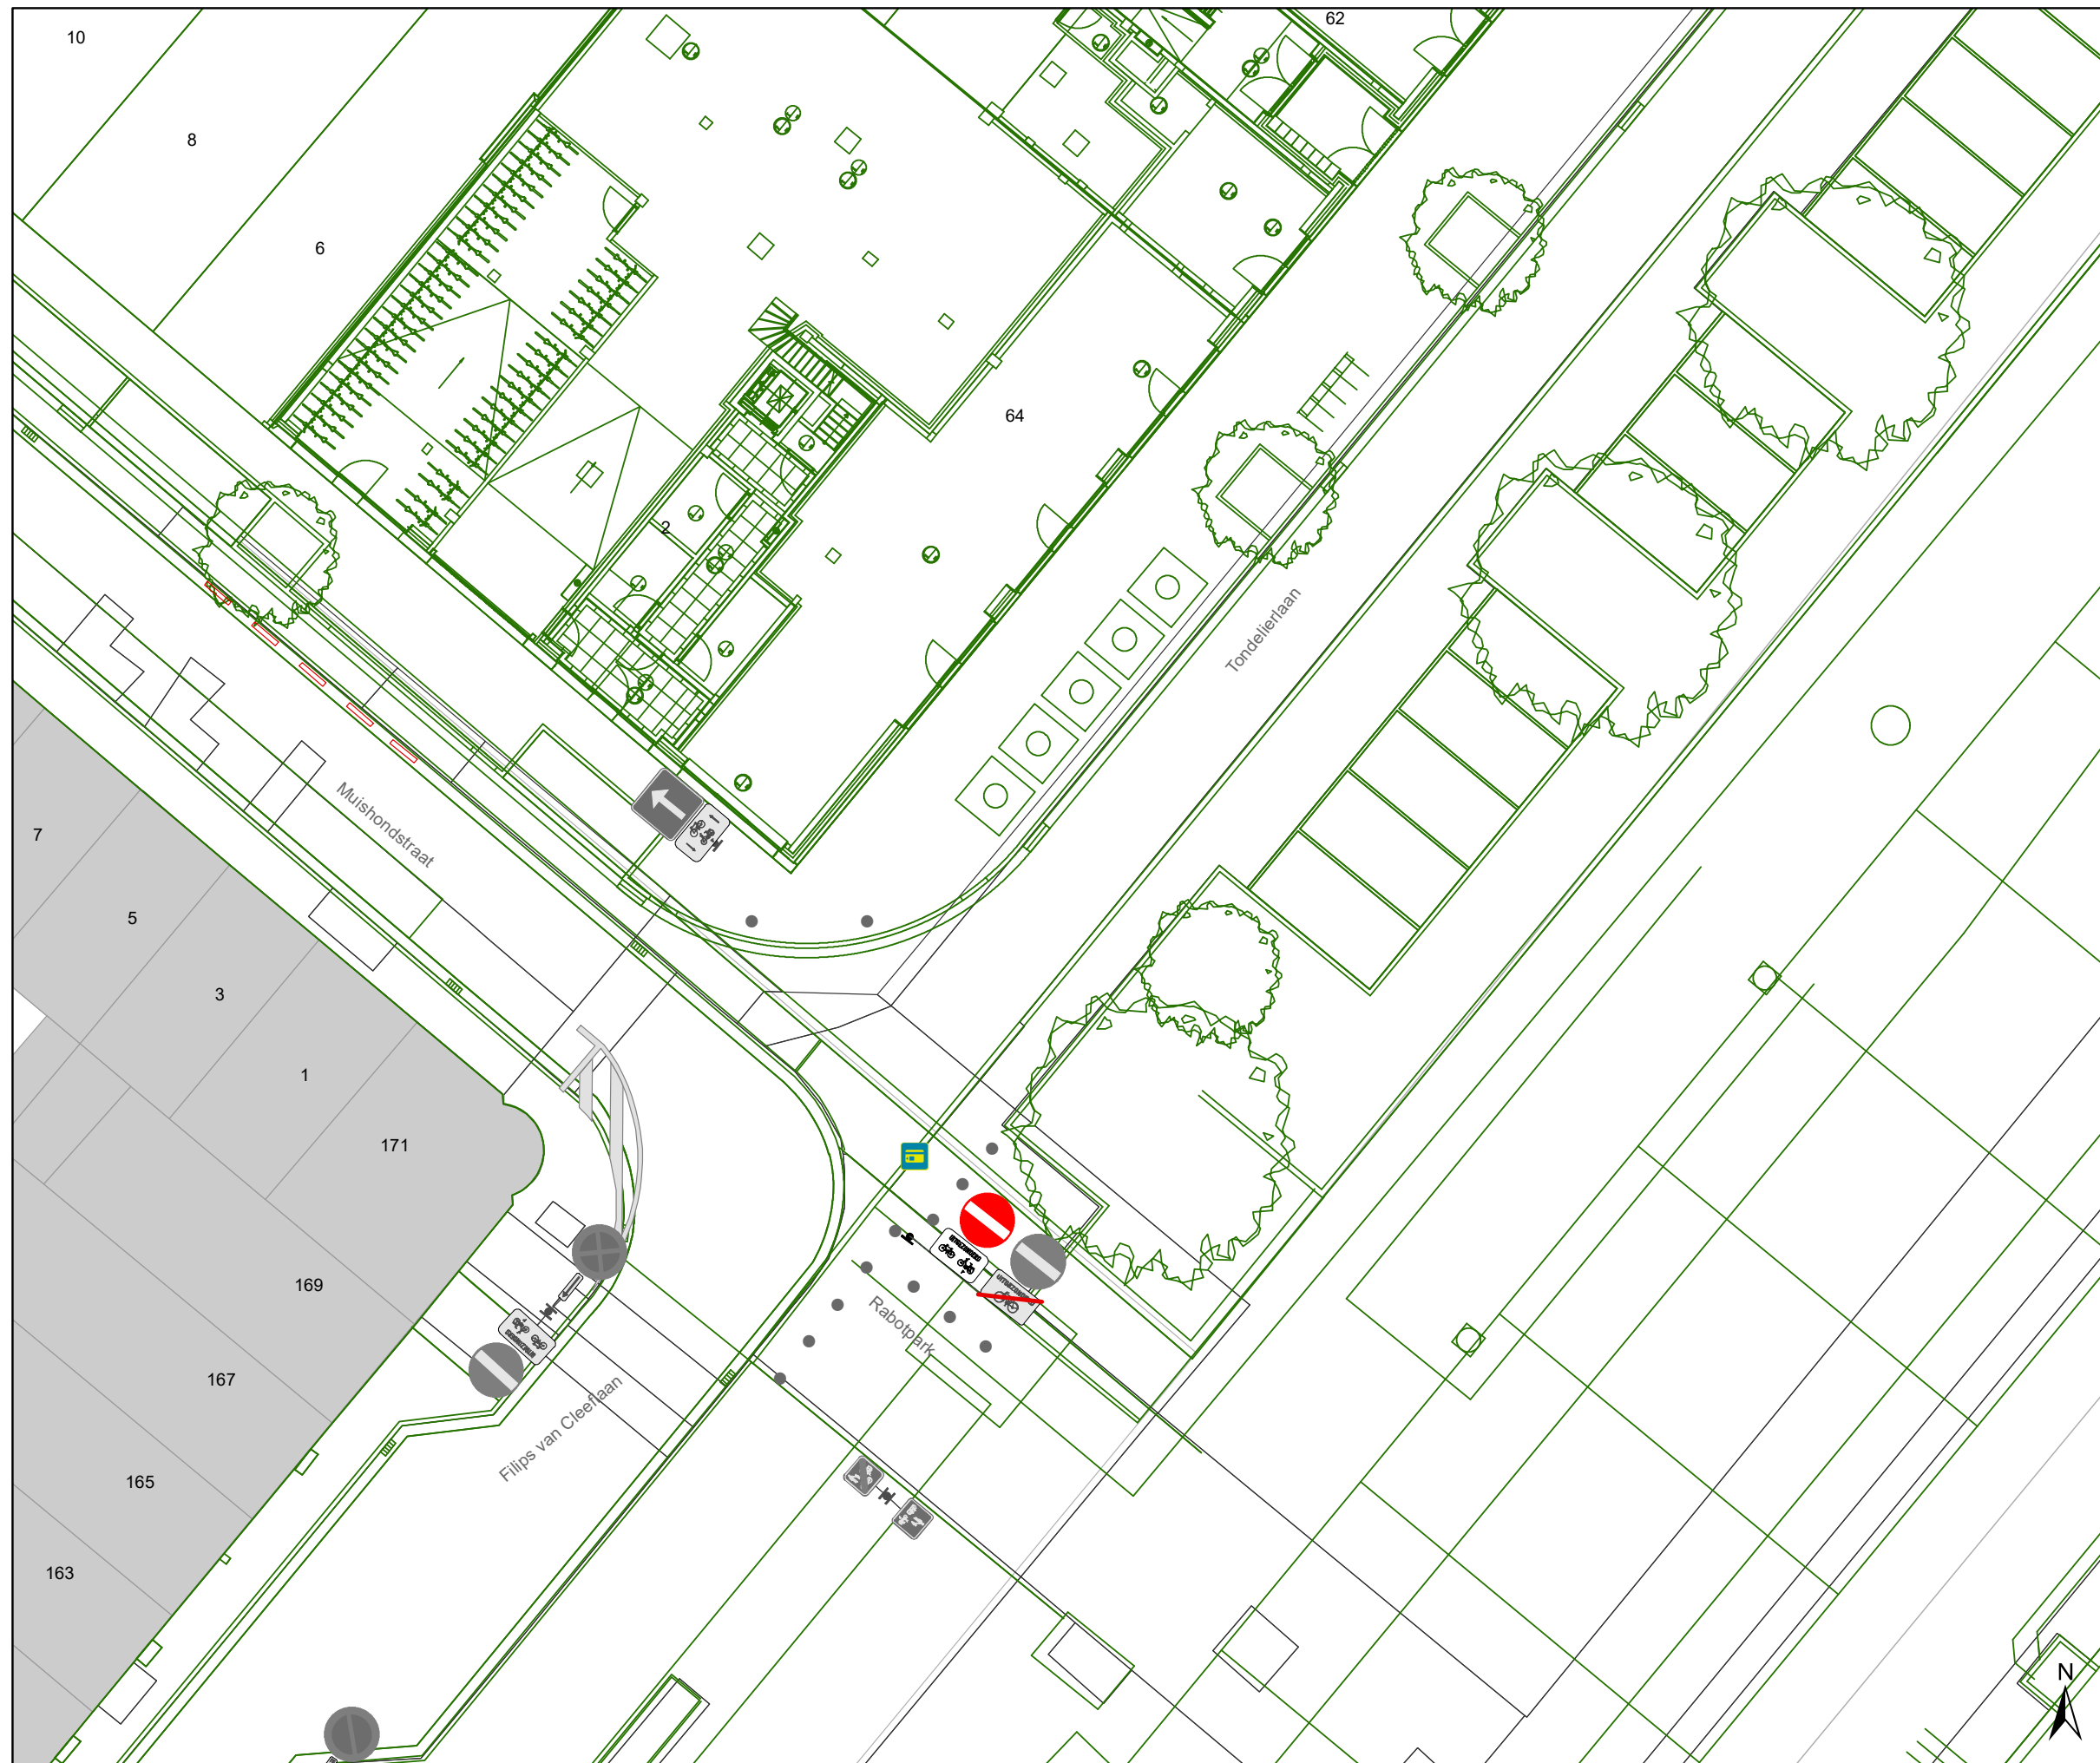 10
62
8
6
64
2
Tondelierlaan
Muishondstraat
7
5
3
1
171
169
167
165
163
Rabotpark
Filips van Cleeflaan
UITGEZONDERD
N